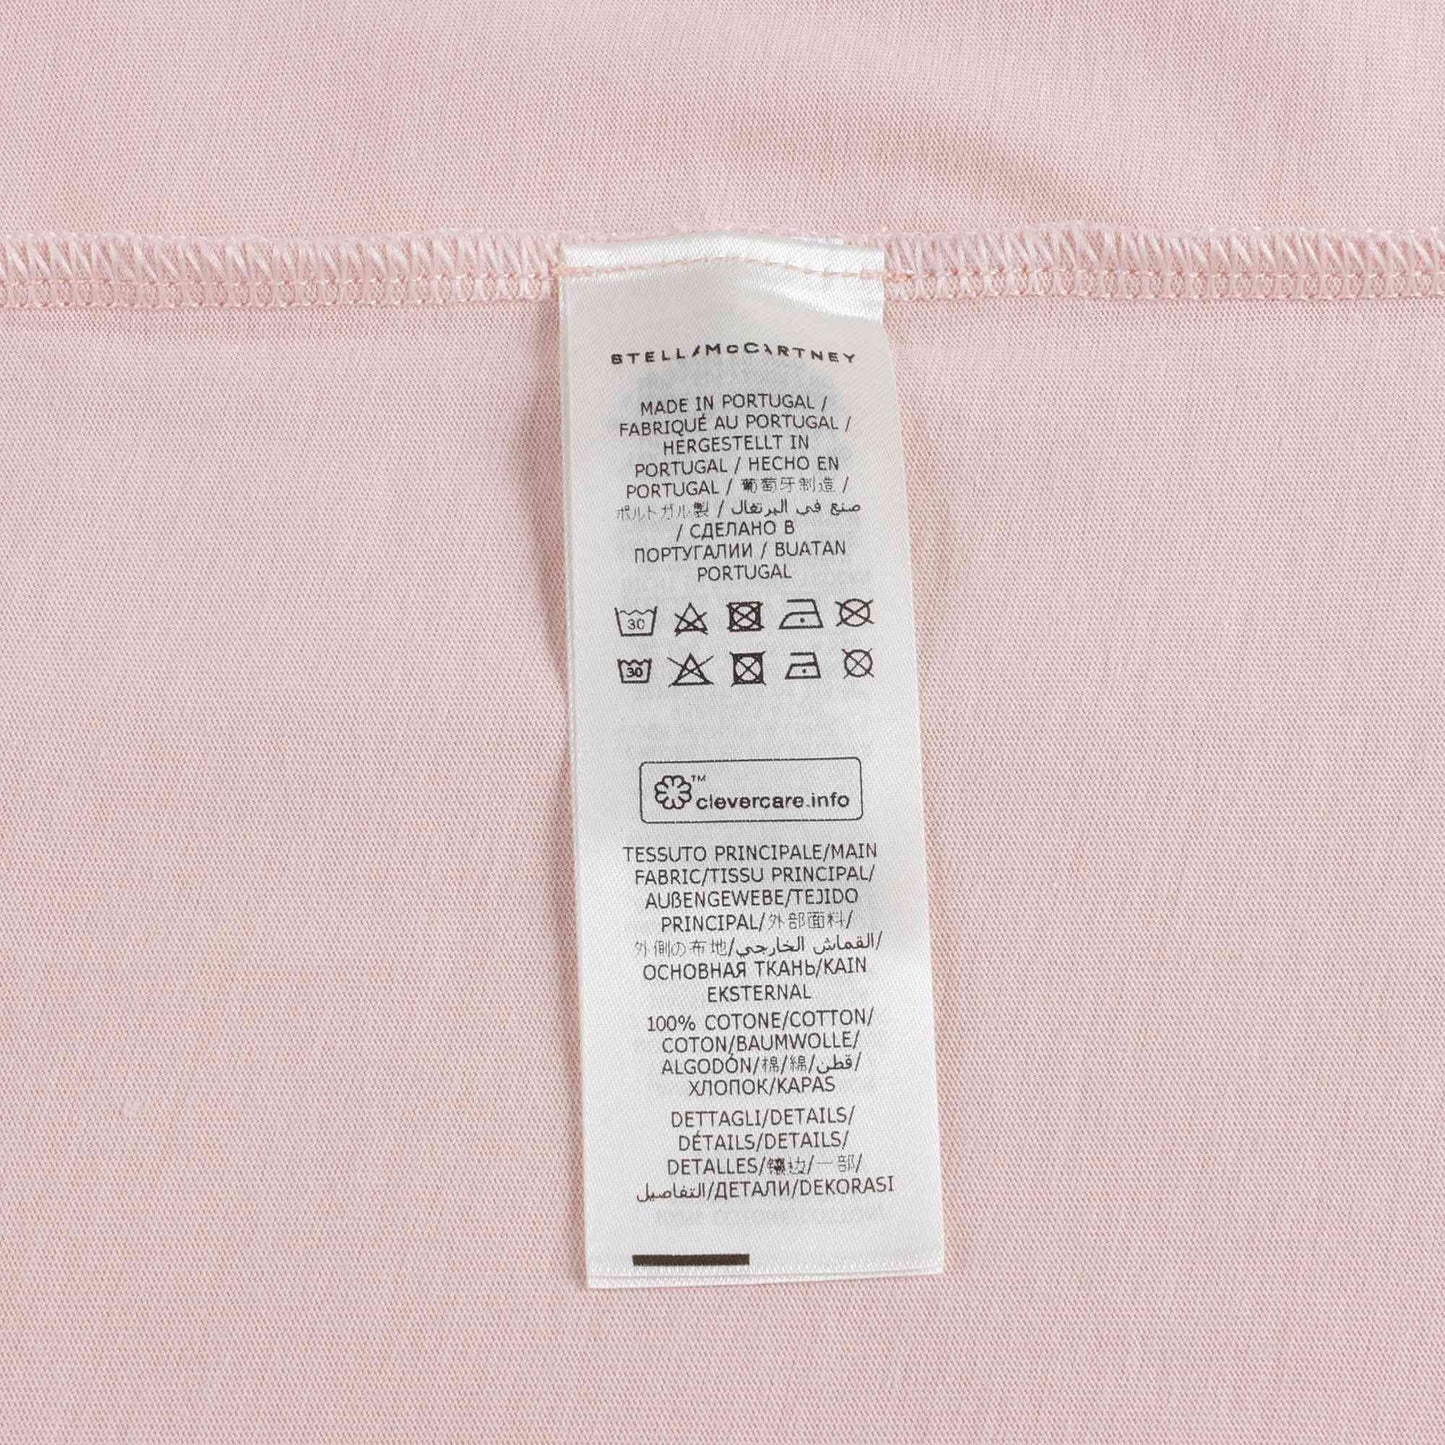 STELLA McCARTNEY
MADE IN PORTUGAL /
FABRIQUÉ AU PORTUGAL /
HERGESTELLT IN
PORTUGAL / HECHO EN
PORTUGAL / 葡萄牙制造 /
ポルトガル製 / صنع في البرتغال
/ СДЕЛАНО В
ПОРТУГАЛИИ / BUATAN
PORTUGAL
30
30
™
clevercare.info
TESSUTO PRINCIPALE/MAIN
FABRIC/TISSU PRINCIPAL/
AUßENGEWEBE/TEJIDO
PRINCIPAL/外部面料/
外側の布地/القماش الخارجي/
ОСНОВНАЯ ТКАНЬ/KAIN
EKSTERNAL
100% COTONE/COTTON/
COTON/BAUMWOLLE/
ALGODÓN/棉/綿/قطن/
ХЛОПОК/KAPAS
DETTAGLI/DETAILS/
DÉTAILS/DETAILS/
DETALLES/镶边/一部/
التفاصيل/ДЕТАЛИ/DEKORASI